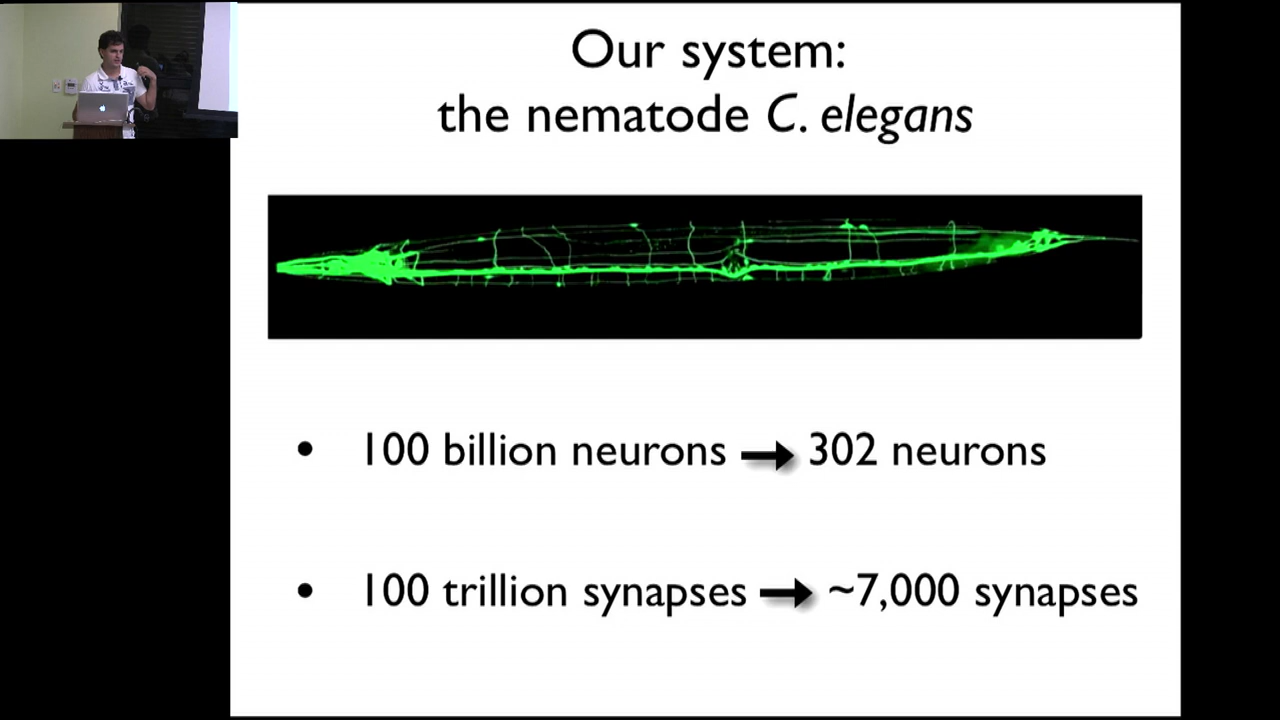 Our system:
the nematode C. elegans
• 100 billion neurons → 302 neurons
• 100 trillion synapses → ~7,000 synapses